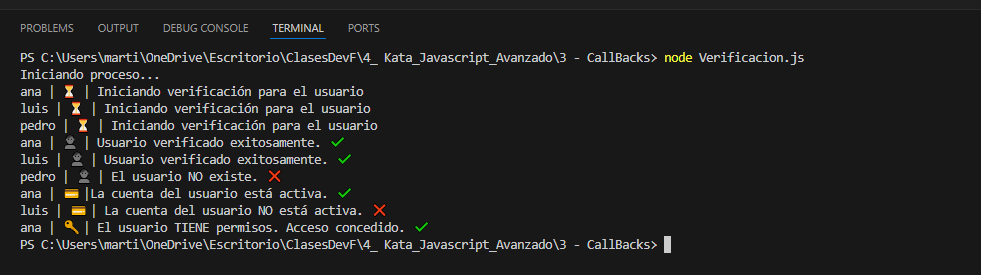 PROBLEMS OUTPUT DEBUG CONSOLE TERMINAL PORTS
PS C:\Users\marti\OneDrive\Escritorio\ClasesDevF\4_ Kata_Javascript_Avanzado\3 - CallBacks> node Verificacion.js
Iniciando proceso...
ana | ⏳ | Iniciando verificación para el usuario
luis | ⏳ | Iniciando verificación para el usuario
pedro | ⏳ | Iniciando verificación para el usuario
ana | 👤 | Usuario verificado exitosamente. ✅
luis | 👤 | Usuario verificado exitosamente. ✅
pedro | 👤 | El usuario NO existe. ❌
ana | 💳 |La cuenta del usuario está activa. ✅
luis | 💳 | La cuenta del usuario NO está activa. ❌
ana | 🔑 | El usuario TIENE permisos. Acceso concedido. ✅
PS C:\Users\marti\OneDrive\Escritorio\ClasesDevF\4_ Kata_Javascript_Avanzado\3 - CallBacks>